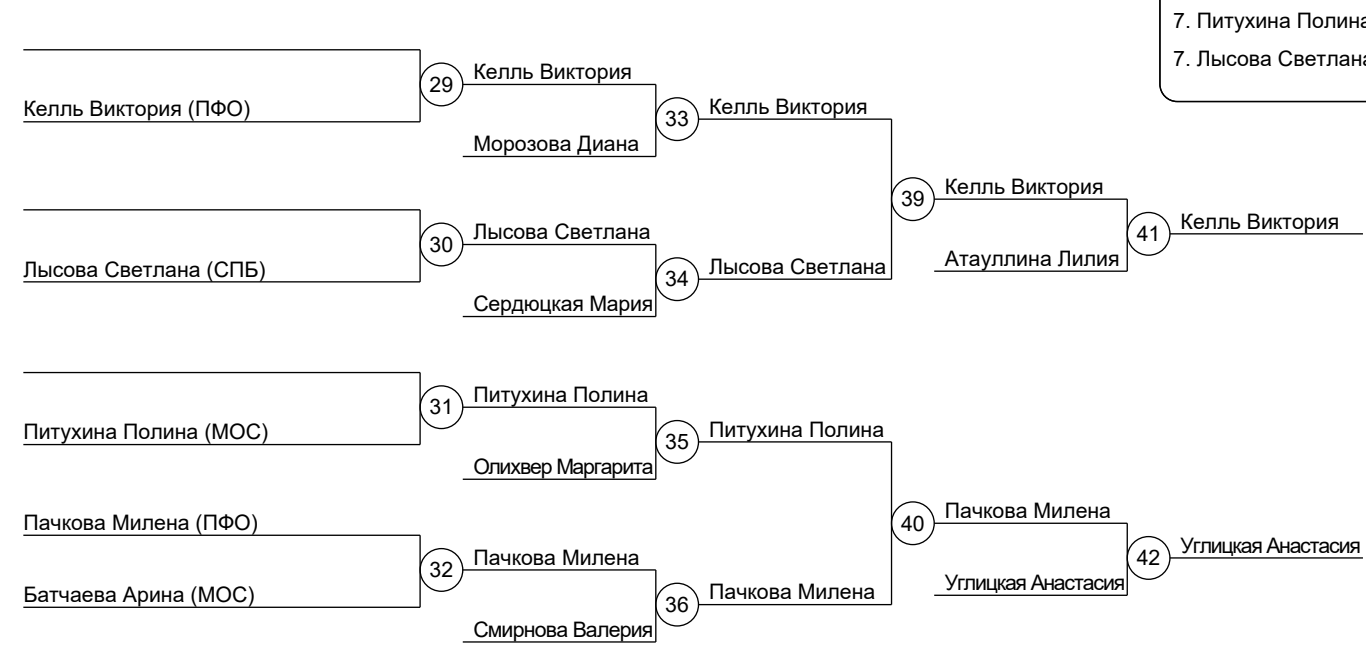 7. Питухина Полина
7. Лысова Светлана
29
Келль Виктория
Келль Виктория (ПФО)
33
Келль Виктория
Морозова Диана
39
Келль Виктория
41
Келль Виктория
Лысова Светлана
30
Лысова Светлана (СПБ)
34
Лысова Светлана
Атауллина Лилия
Сердюцкая Мария
31
Питухина Полина
Питухина Полина (МОС)
35
Питухина Полина
Олихвер Маргарита
Пачкова Милена (ПФО)
40
Пачкова Милена
42
Углицкая Анастасия
32
Пачкова Милена
Батчаева Арина (МОС)
36
Пачкова Милена
Углицкая Анастасия
Смирнова Валерия